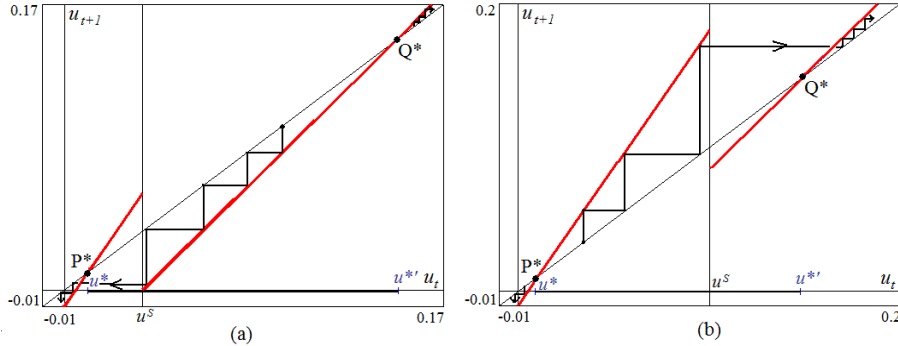 0.17
u_{t+1}
Q*
P*
u*
u*'
u_t
-0.01
-0.01
u^S
0.17
(a)
0.2
u_{t+1}
Q*
P*
u*
u^S
u*'
u_t
-0.01
-0.01
0.2
(b)